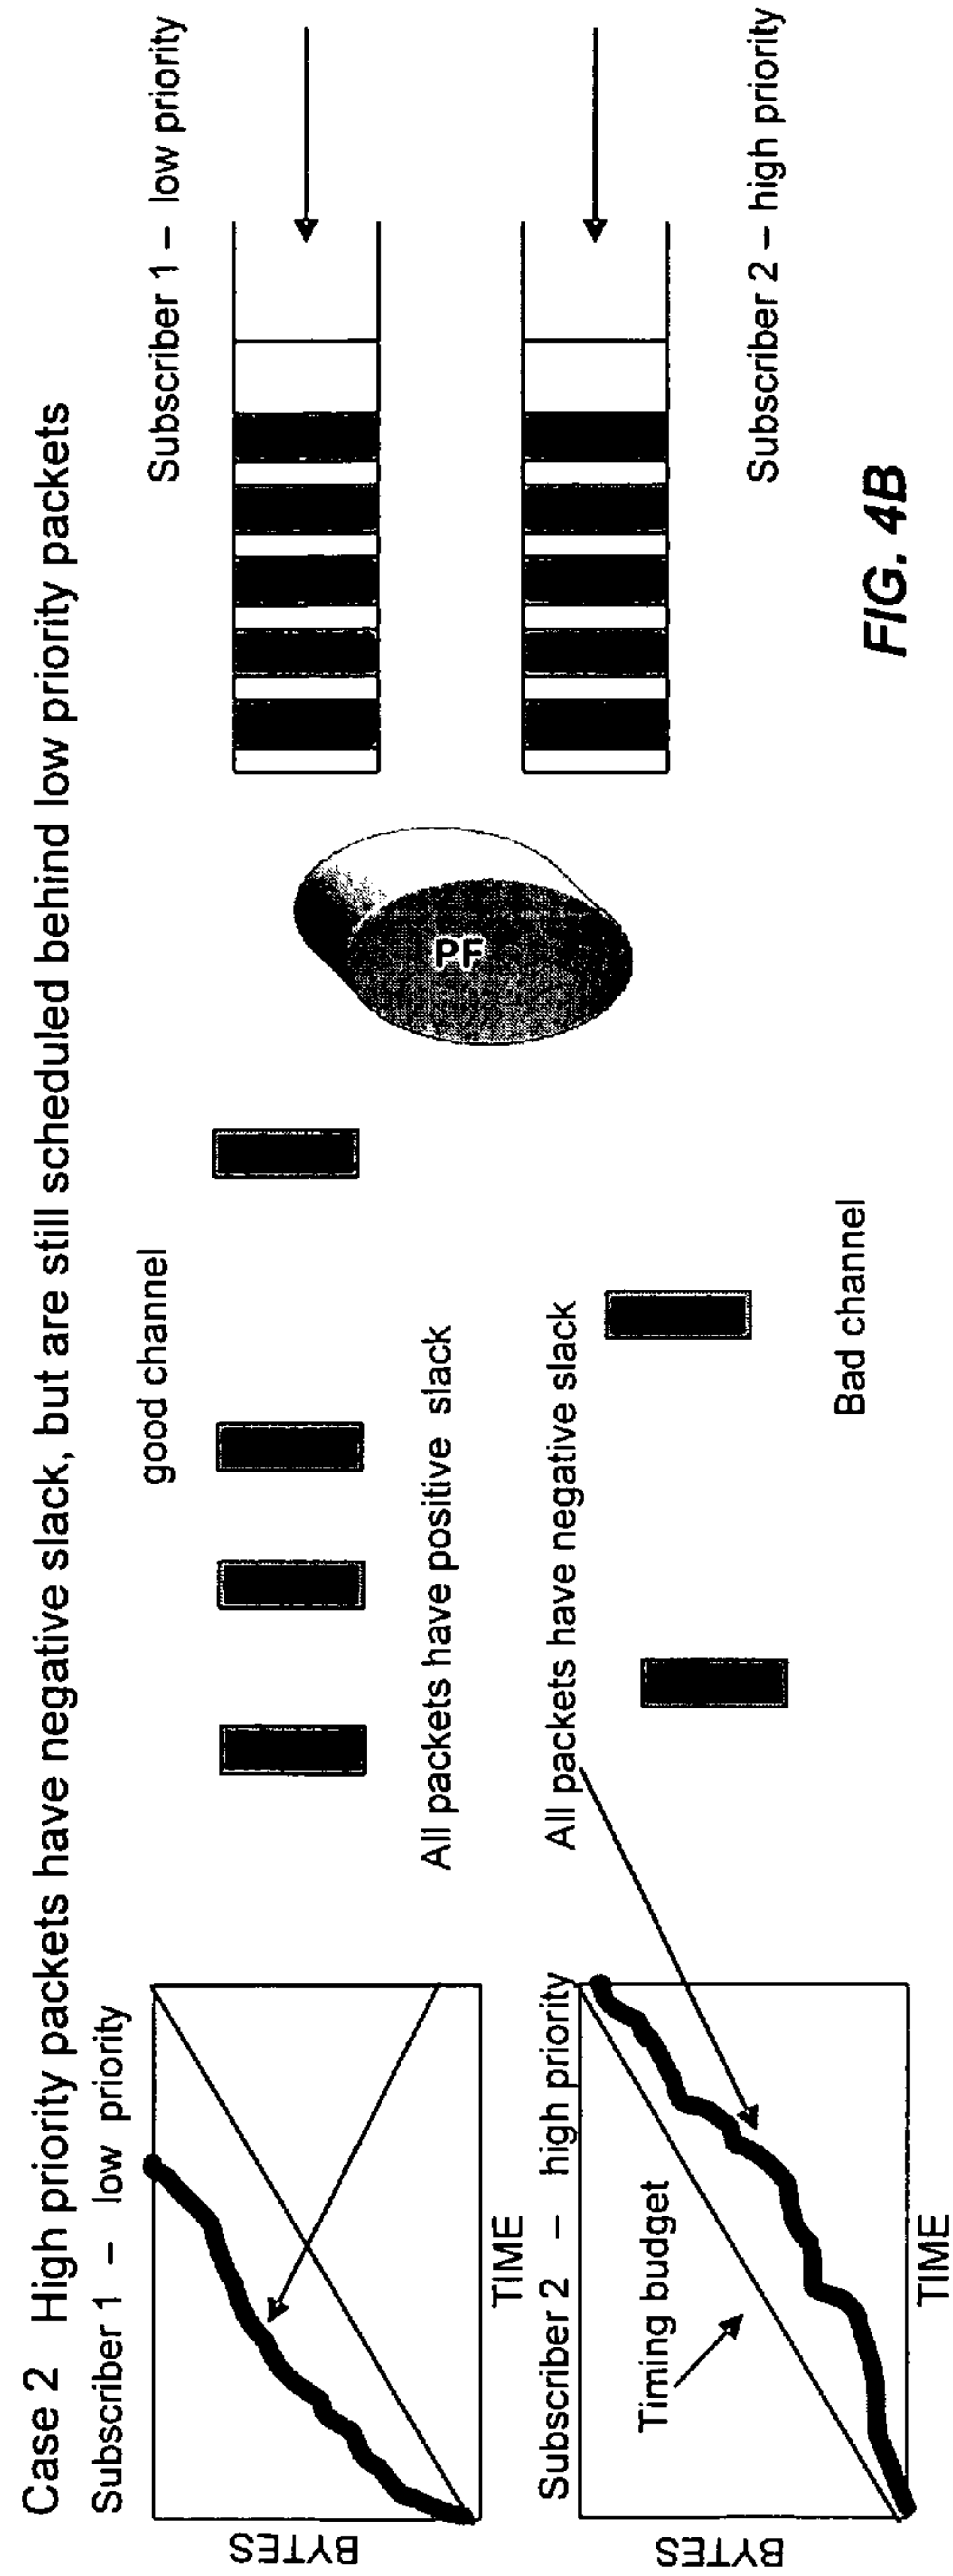 Case 2 High priority packets have negative slack, but are still scheduled behind low priority packets
Subscriber 1 – low priority
good channel
Subscriber 1 – low priority
BYTES
TIME
All packets have positive slack
PF
Subscriber 2 – high priority
All packets have negative slack
Timing budget
BYTES
TIME
Bad channel
Subscriber 2 – high priority
FIG. 4B